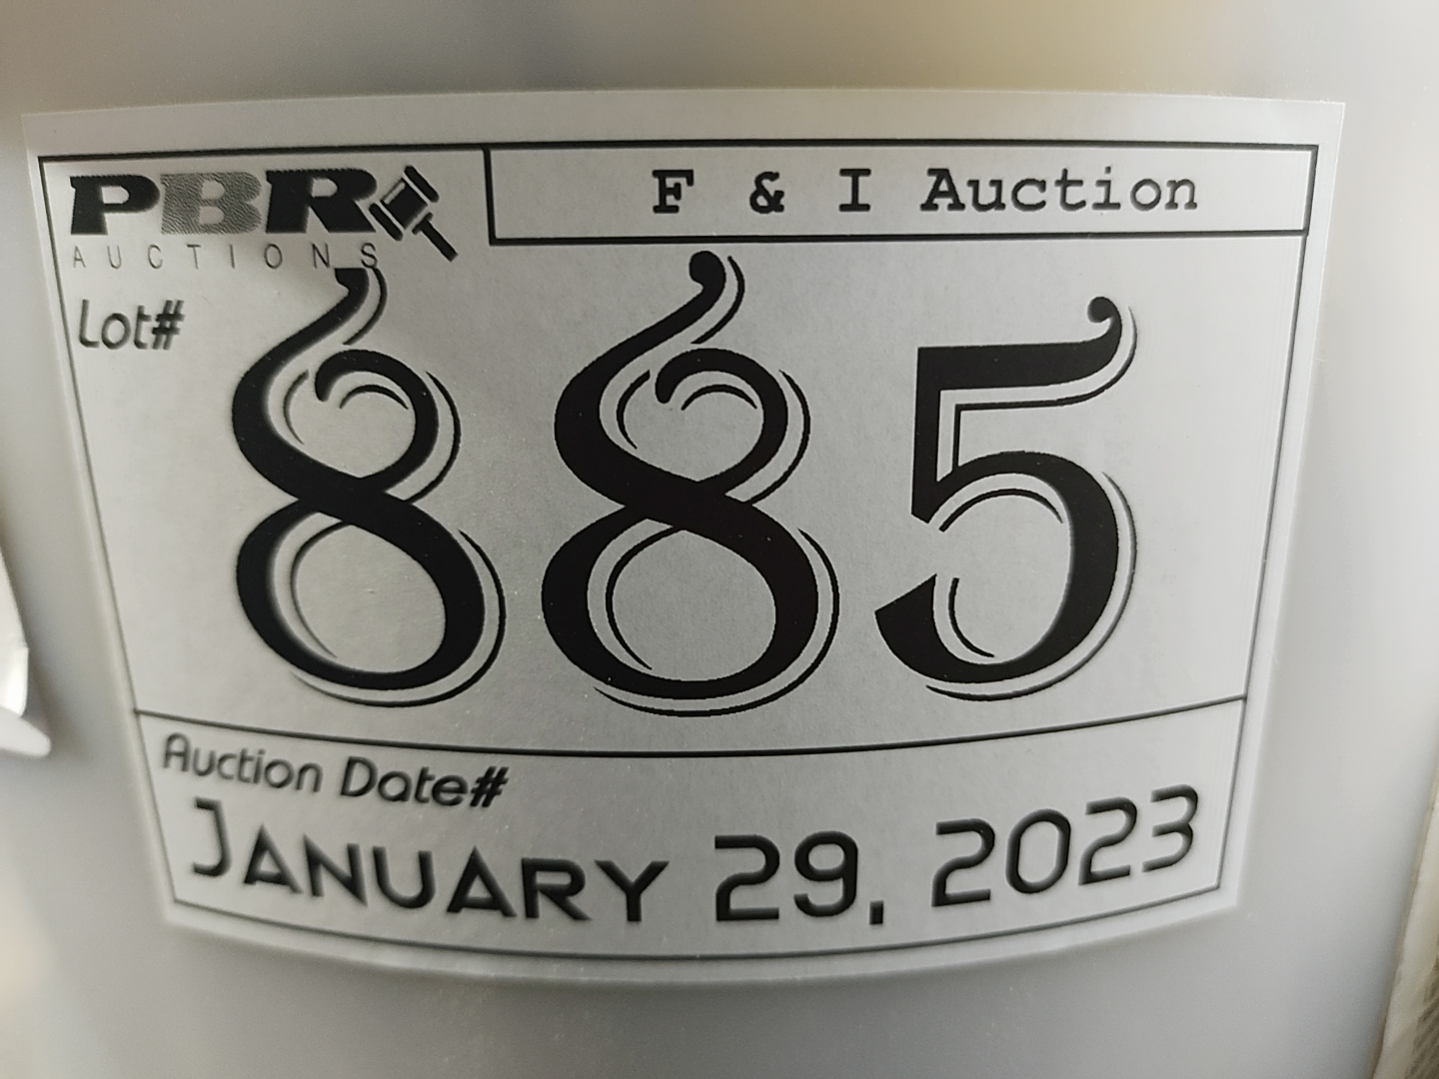 PBR
AUCTIONS
F & I Auction
Lot#
885
Auction Date#
JANUARY 29, 2023